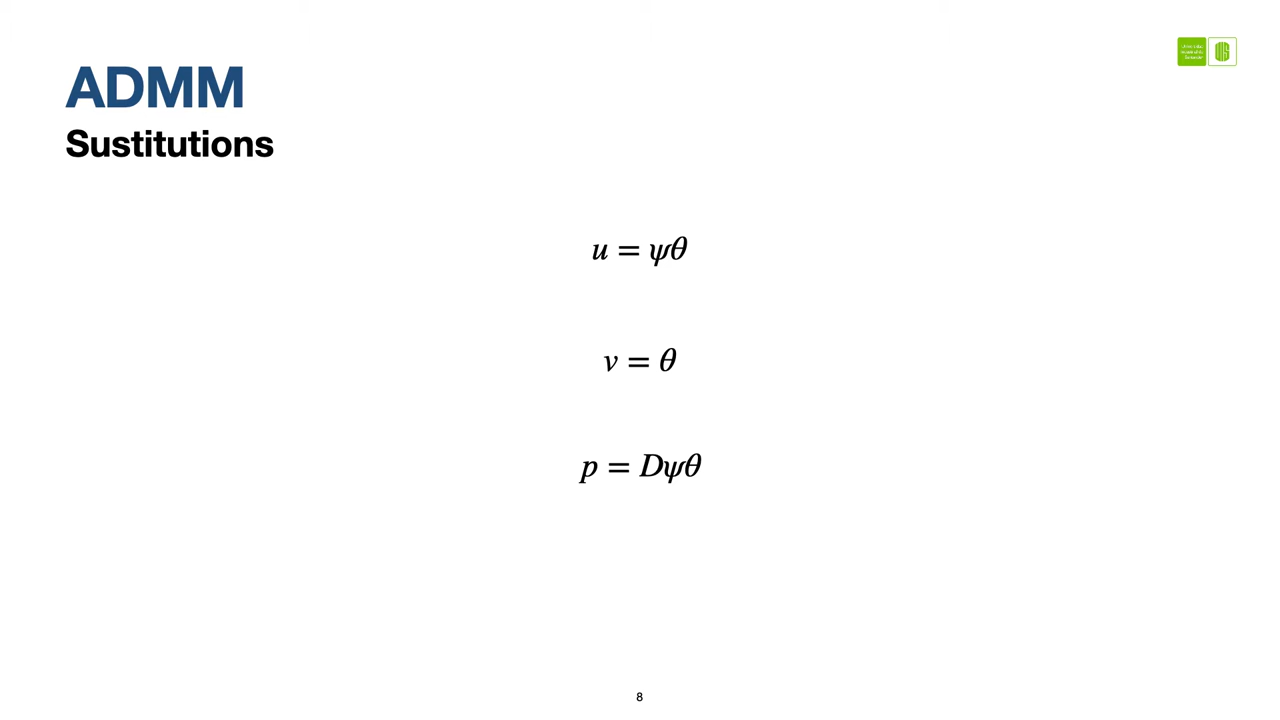 ADMM
Sustitutions
u = ψθ
v = θ
p = Dψθ
8